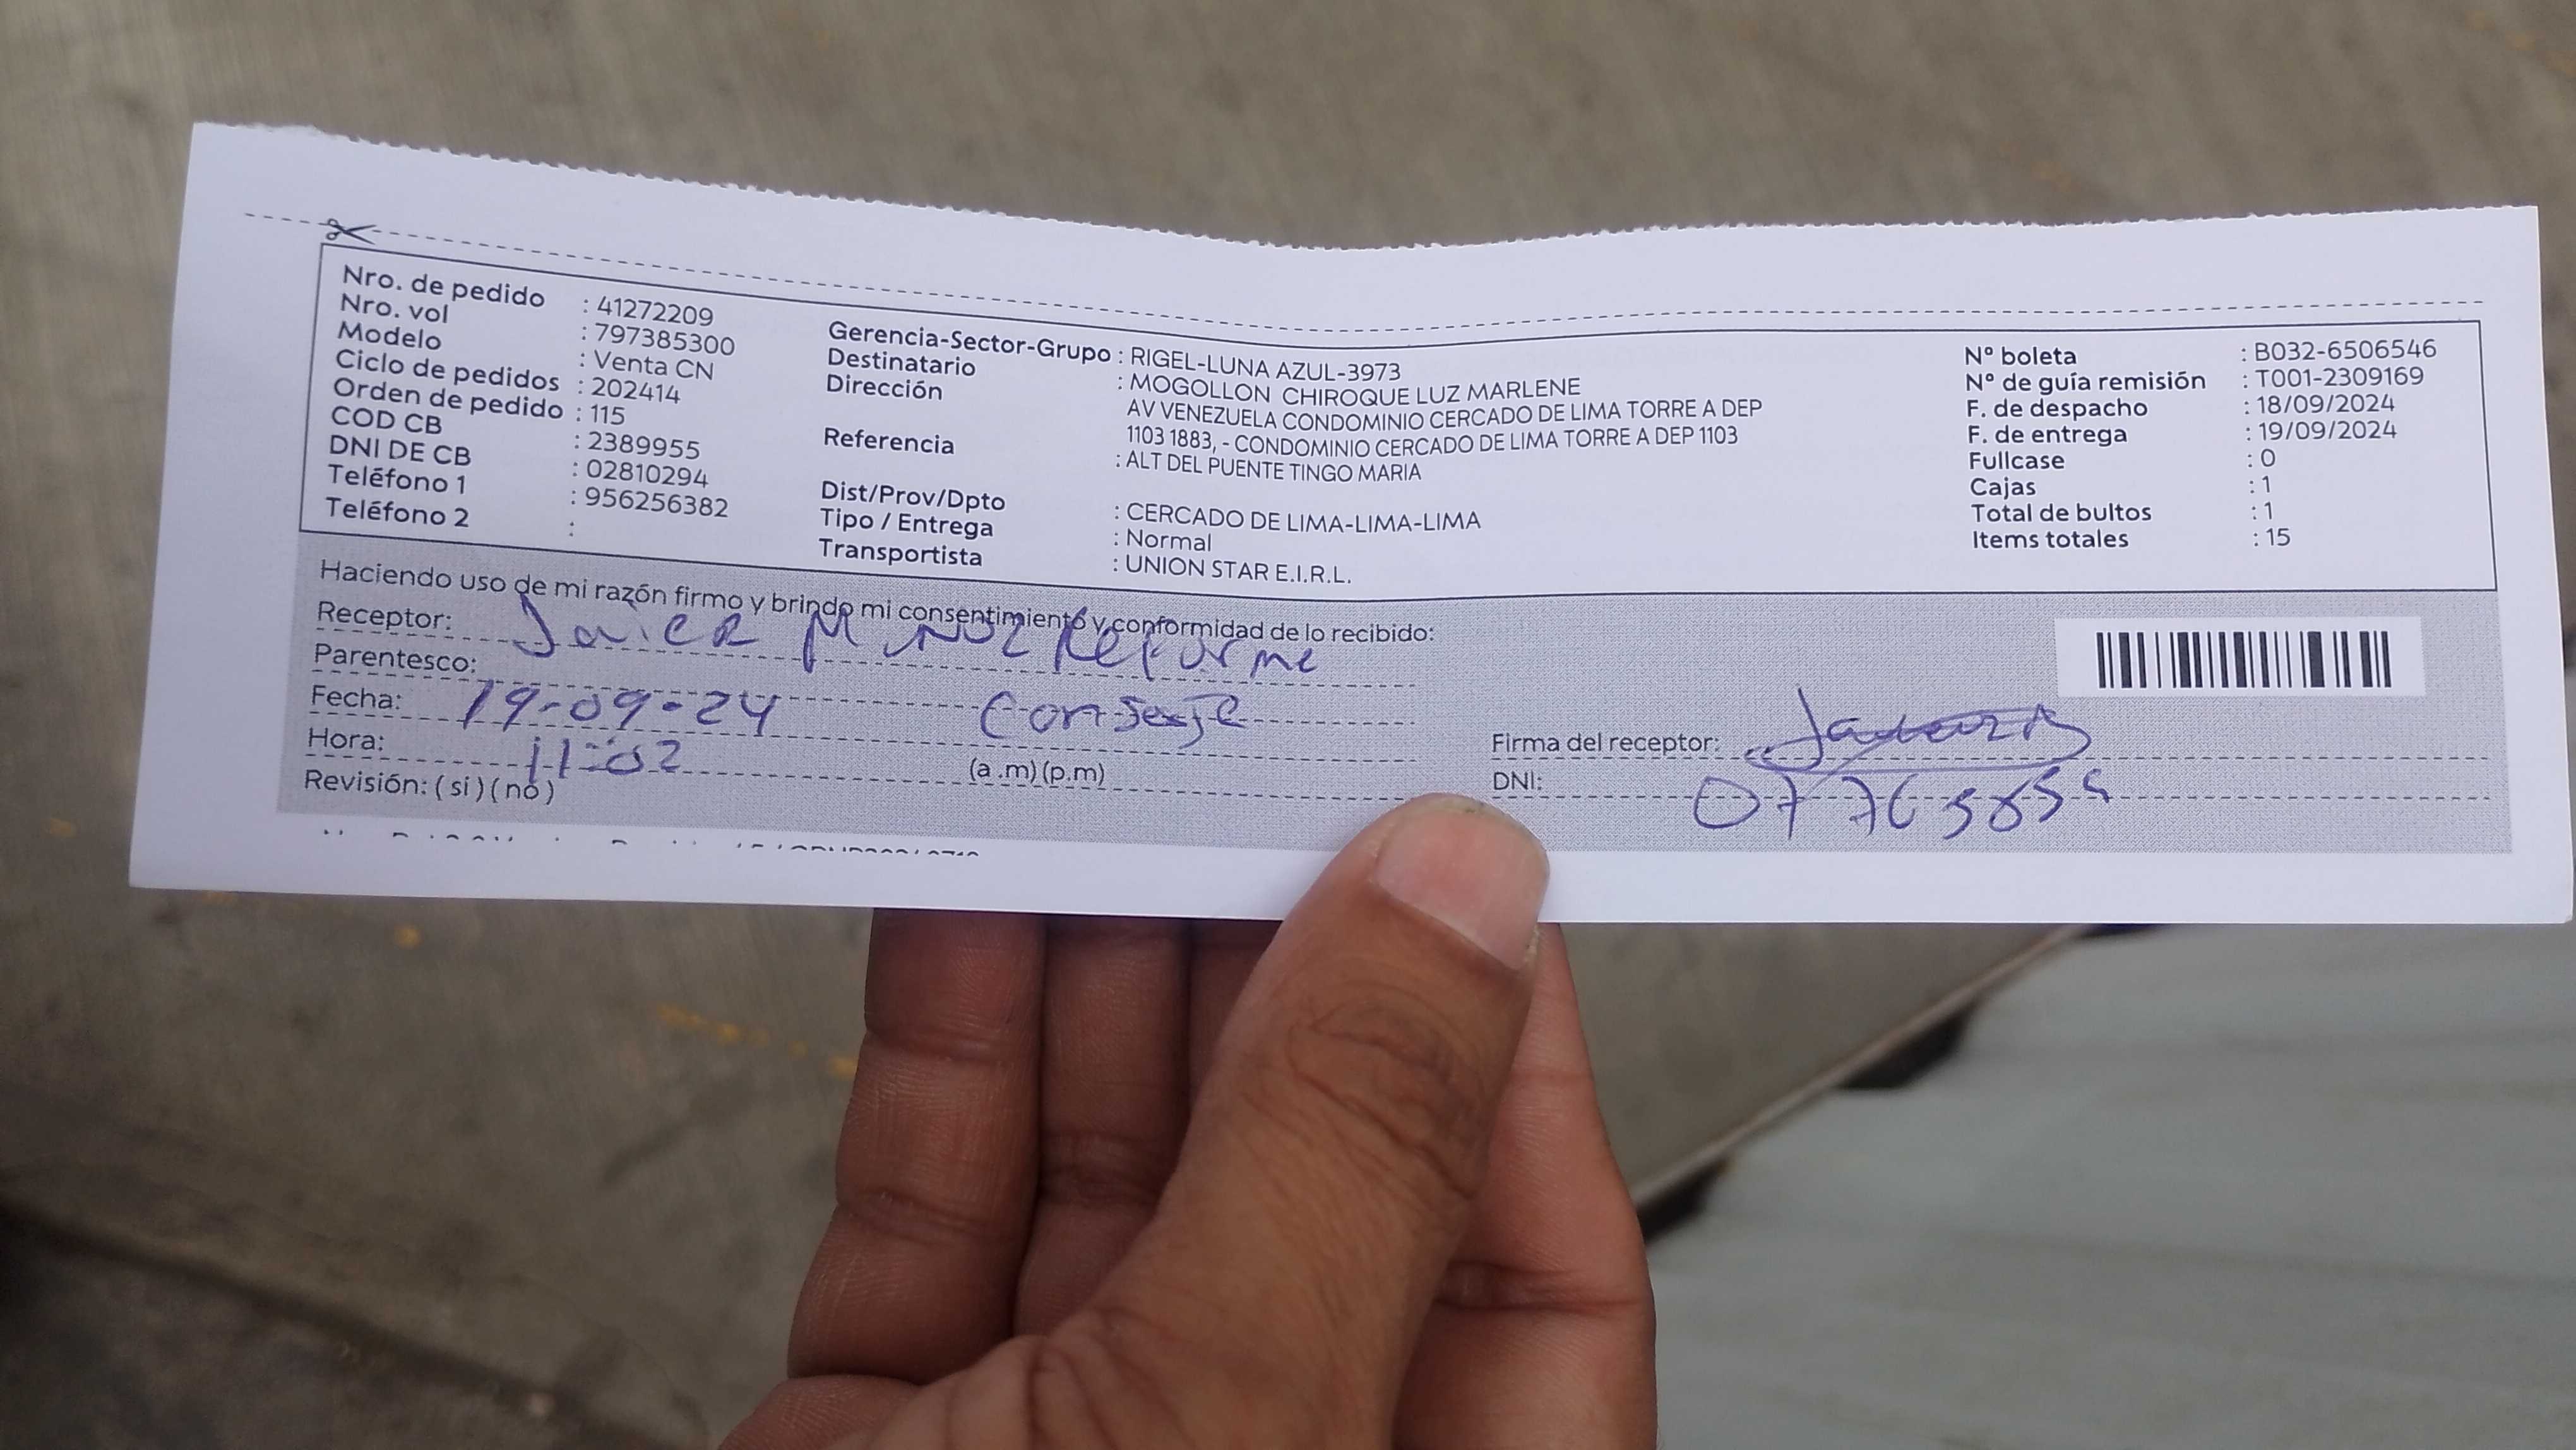 Nro. de pedido : 41272209
Nro. vol : 797385300
Modelo : Venta CN
Ciclo de pedidos : 202414
Orden de pedido : 115
COD CB : 2389955
DNI DE CB : 02810294
Teléfono 1 : 956256382
Teléfono 2 :
Gerencia-Sector-Grupo : RIGEL-LUNA AZUL-3973
Destinatario : MOGOLLON CHIROQUE LUZ MARLENE
Dirección AV VENEZUELA CONDOMINIO CERCADO DE LIMA TORRE A DEP
1103 1883, - CONDOMINIO CERCADO DE LIMA TORRE A DEP 1103
Referencia : ALT DEL PUENTE TINGO MARIA
Dist/Prov/Dpto : CERCADO DE LIMA-LIMA-LIMA
Tipo / Entrega : Normal
Transportista : UNION STAR E.I.R.L.
N° boleta : B032-6506546
N° de guía remisión : T001-2309169
F. de despacho : 18/09/2024
F. de entrega : 19/09/2024
Fullcase : 0
Cajas : 1
Total de bultos : 1
Items totales : 15
Haciendo uso de mi razón firmo y brindo mi consentimiento y conformidad de lo recibido:
Receptor: Javier Munoz
Parentesco:
Fecha: 19-09-24 Conserje
Hora: 11:02 (a.m) (p.m)
Revisión: ( si ) ( no )
Firma del receptor:
DNI: